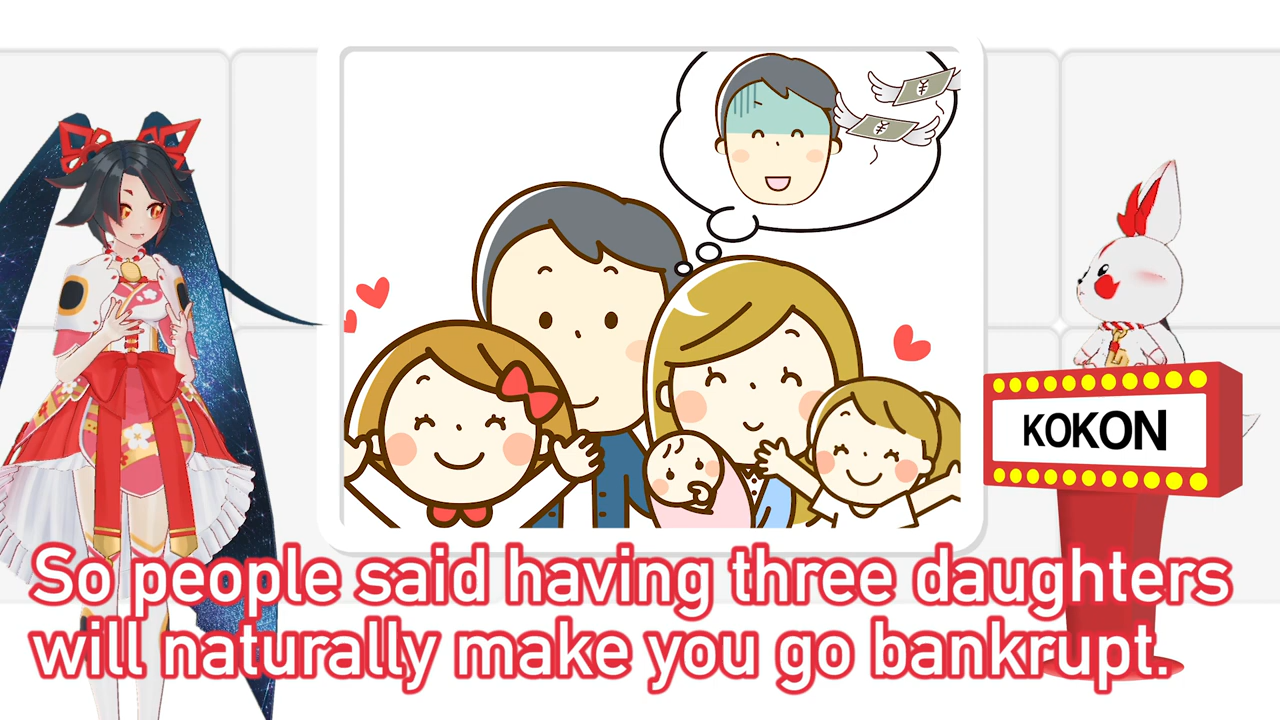 ¥
¥
KOKON
So people said having three daughters
will naturally make you go bankrupt.